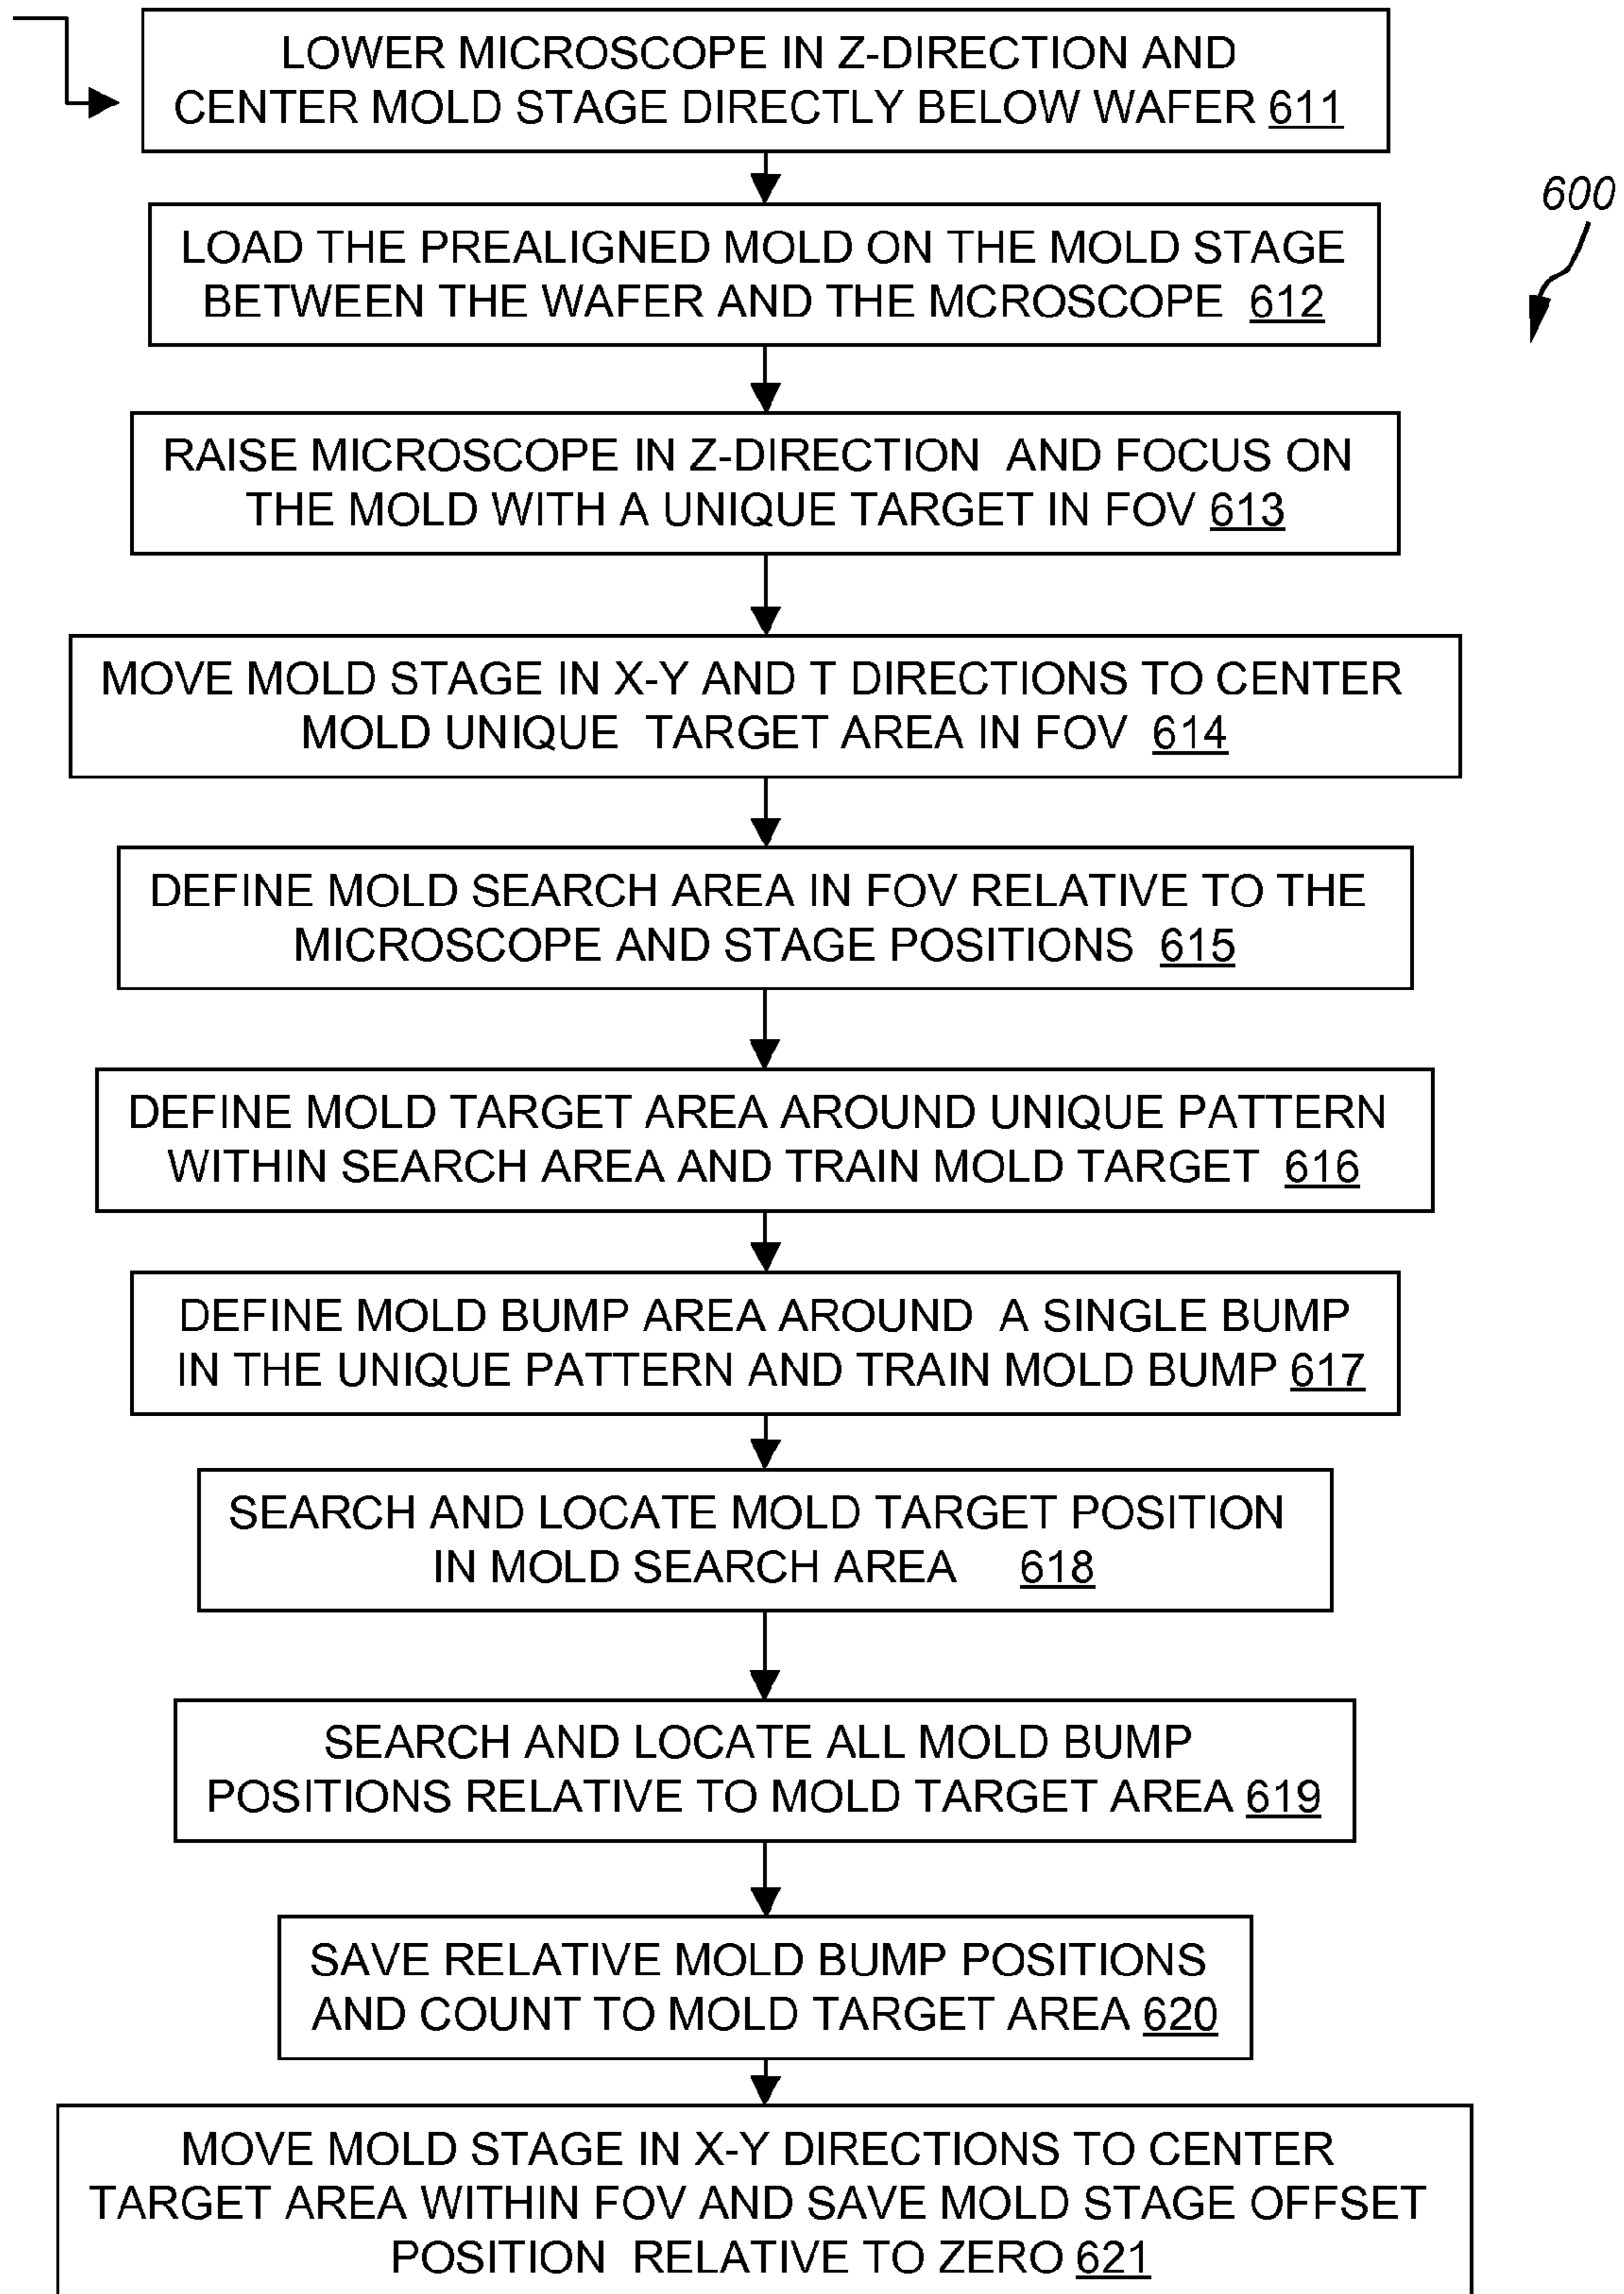 LOWER MICROSCOPE IN Z-DIRECTION AND
CENTER MOLD STAGE DIRECTLY BELOW WAFER 611
600
LOAD THE PREALIGNED MOLD ON THE MOLD STAGE
BETWEEN THE WAFER AND THE MCROSCOPE 612
RAISE MICROSCOPE IN Z-DIRECTION AND FOCUS ON
THE MOLD WITH A UNIQUE TARGET IN FOV 613
MOVE MOLD STAGE IN X-Y AND T DIRECTIONS TO CENTER
MOLD UNIQUE TARGET AREA IN FOV 614
DEFINE MOLD SEARCH AREA IN FOV RELATIVE TO THE
MICROSCOPE AND STAGE POSITIONS 615
DEFINE MOLD TARGET AREA AROUND UNIQUE PATTERN
WITHIN SEARCH AREA AND TRAIN MOLD TARGET 616
DEFINE MOLD BUMP AREA AROUND A SINGLE BUMP
IN THE UNIQUE PATTERN AND TRAIN MOLD BUMP 617
SEARCH AND LOCATE MOLD TARGET POSITION
IN MOLD SEARCH AREA 618
SEARCH AND LOCATE ALL MOLD BUMP
POSITIONS RELATIVE TO MOLD TARGET AREA 619
SAVE RELATIVE MOLD BUMP POSITIONS
AND COUNT TO MOLD TARGET AREA 620
MOVE MOLD STAGE IN X-Y DIRECTIONS TO CENTER
TARGET AREA WITHIN FOV AND SAVE MOLD STAGE OFFSET
POSITION RELATIVE TO ZERO 621